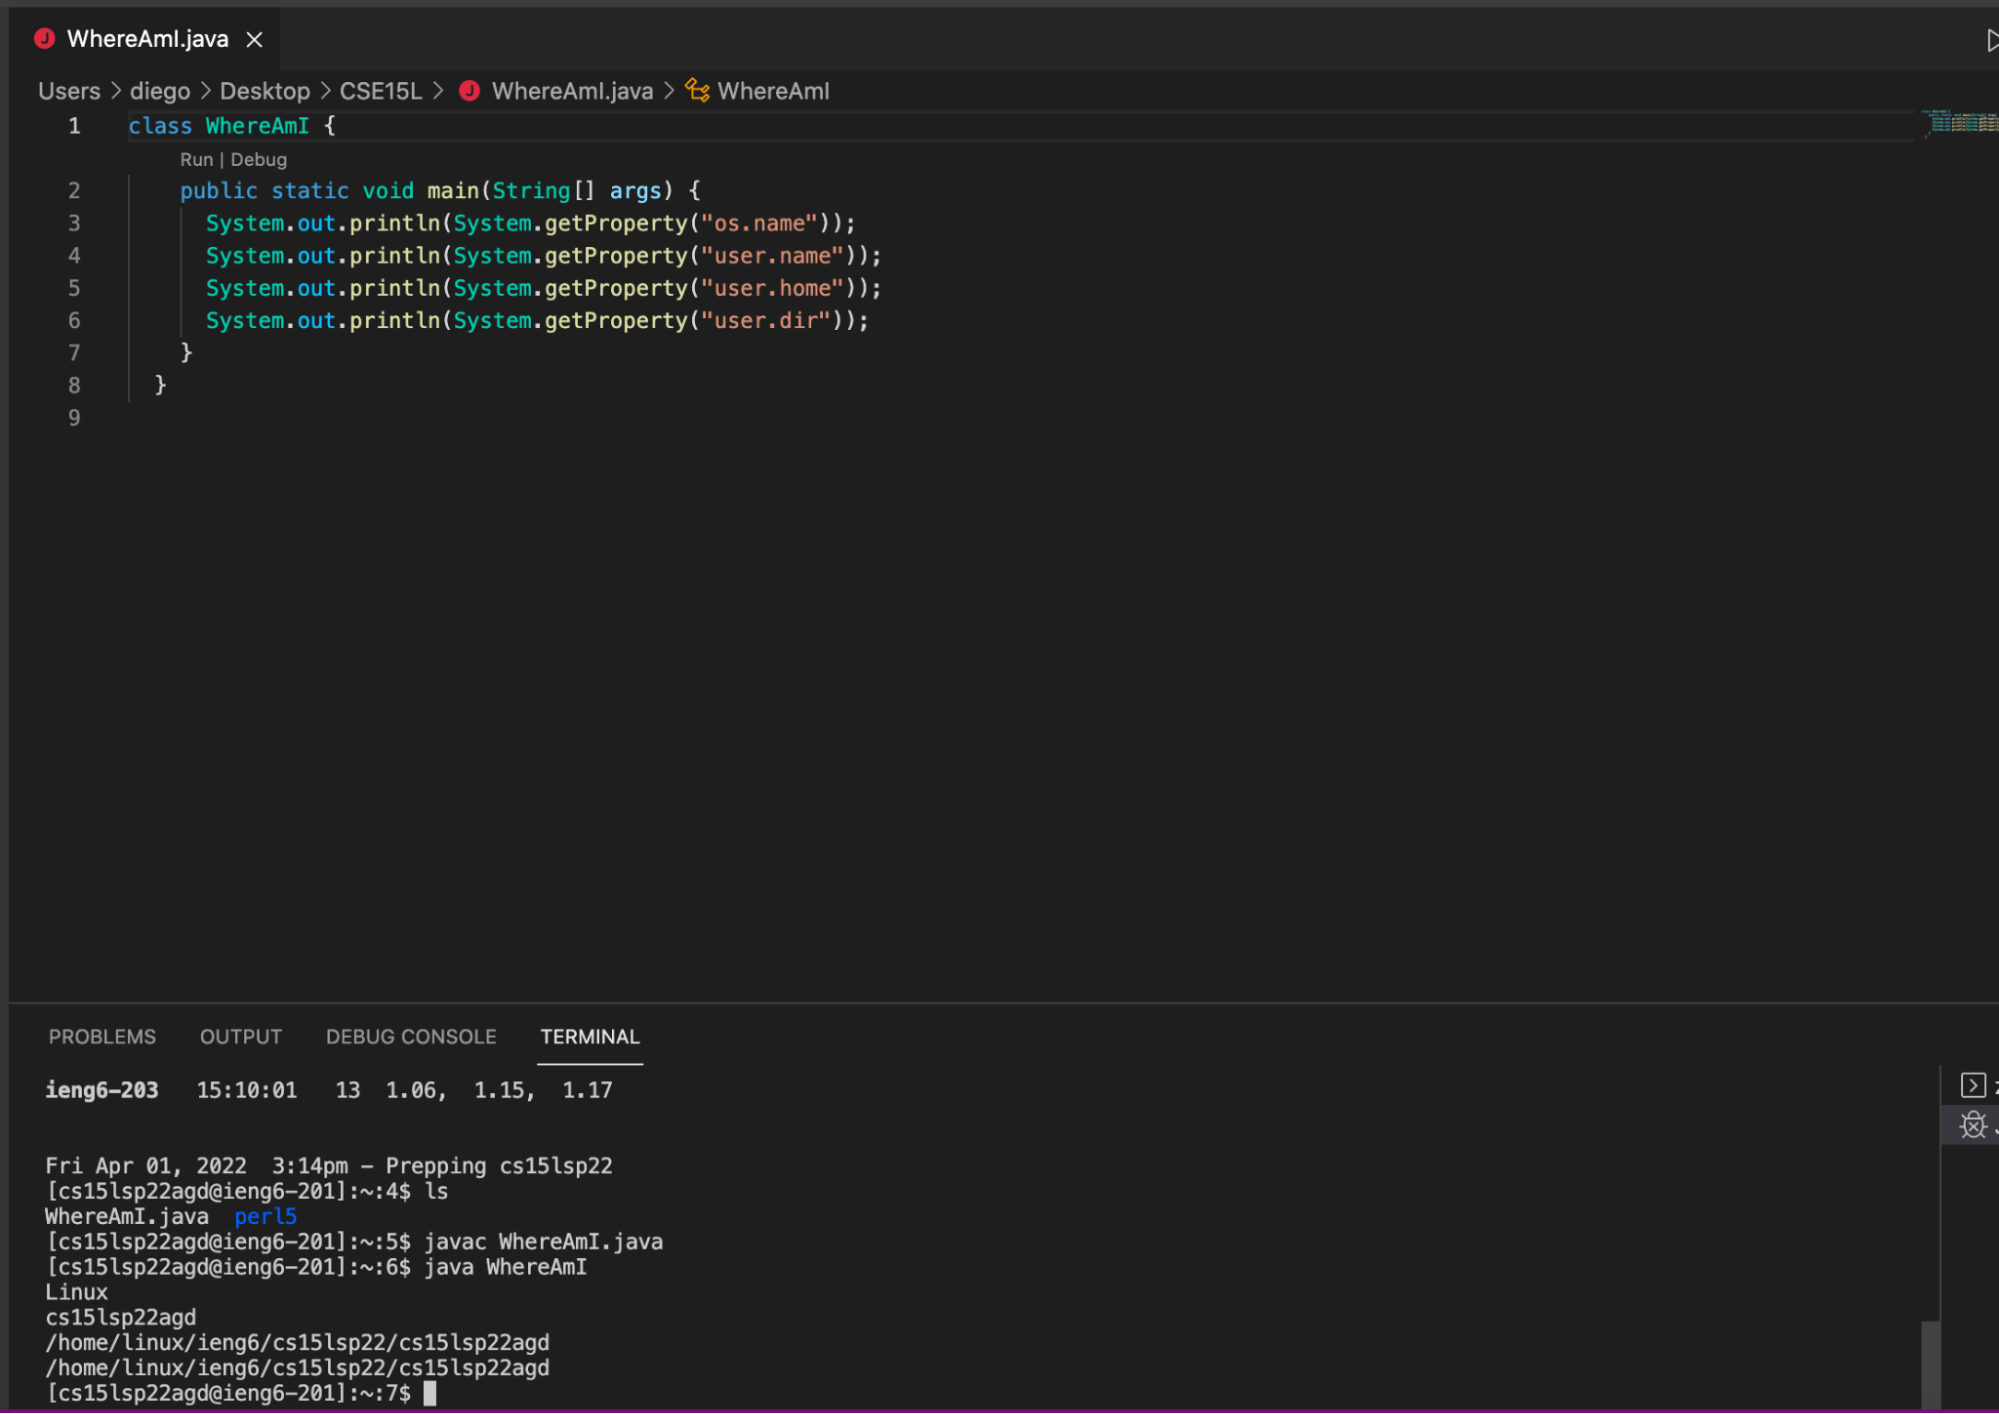 WhereAmI.java
Users > diego > Desktop > CSE15L > WhereAmI.java > WhereAmI
1 class WhereAmI {
Run | Debug
2 public static void main(String[] args) {
3 System.out.println(System.getProperty("os.name"));
4 System.out.println(System.getProperty("user.name"));
5 System.out.println(System.getProperty("user.home"));
6 System.out.println(System.getProperty("user.dir"));
7 }
8 }
9
PROBLEMS OUTPUT DEBUG CONSOLE TERMINAL
ieng6-203 15:10:01 13 1.06, 1.15, 1.17
Fri Apr 01, 2022 3:14pm - Prepping cs15lsp22
[cs15lsp22agd@ieng6-201]:~:4$ ls
WhereAmI.java perl5
[cs15lsp22agd@ieng6-201]:~:5$ javac WhereAmI.java
[cs15lsp22agd@ieng6-201]:~:6$ java WhereAmI
Linux
cs15lsp22agd
/home/linux/ieng6/cs15lsp22/cs15lsp22agd
/home/linux/ieng6/cs15lsp22/cs15lsp22agd
[cs15lsp22agd@ieng6-201]:~:7$